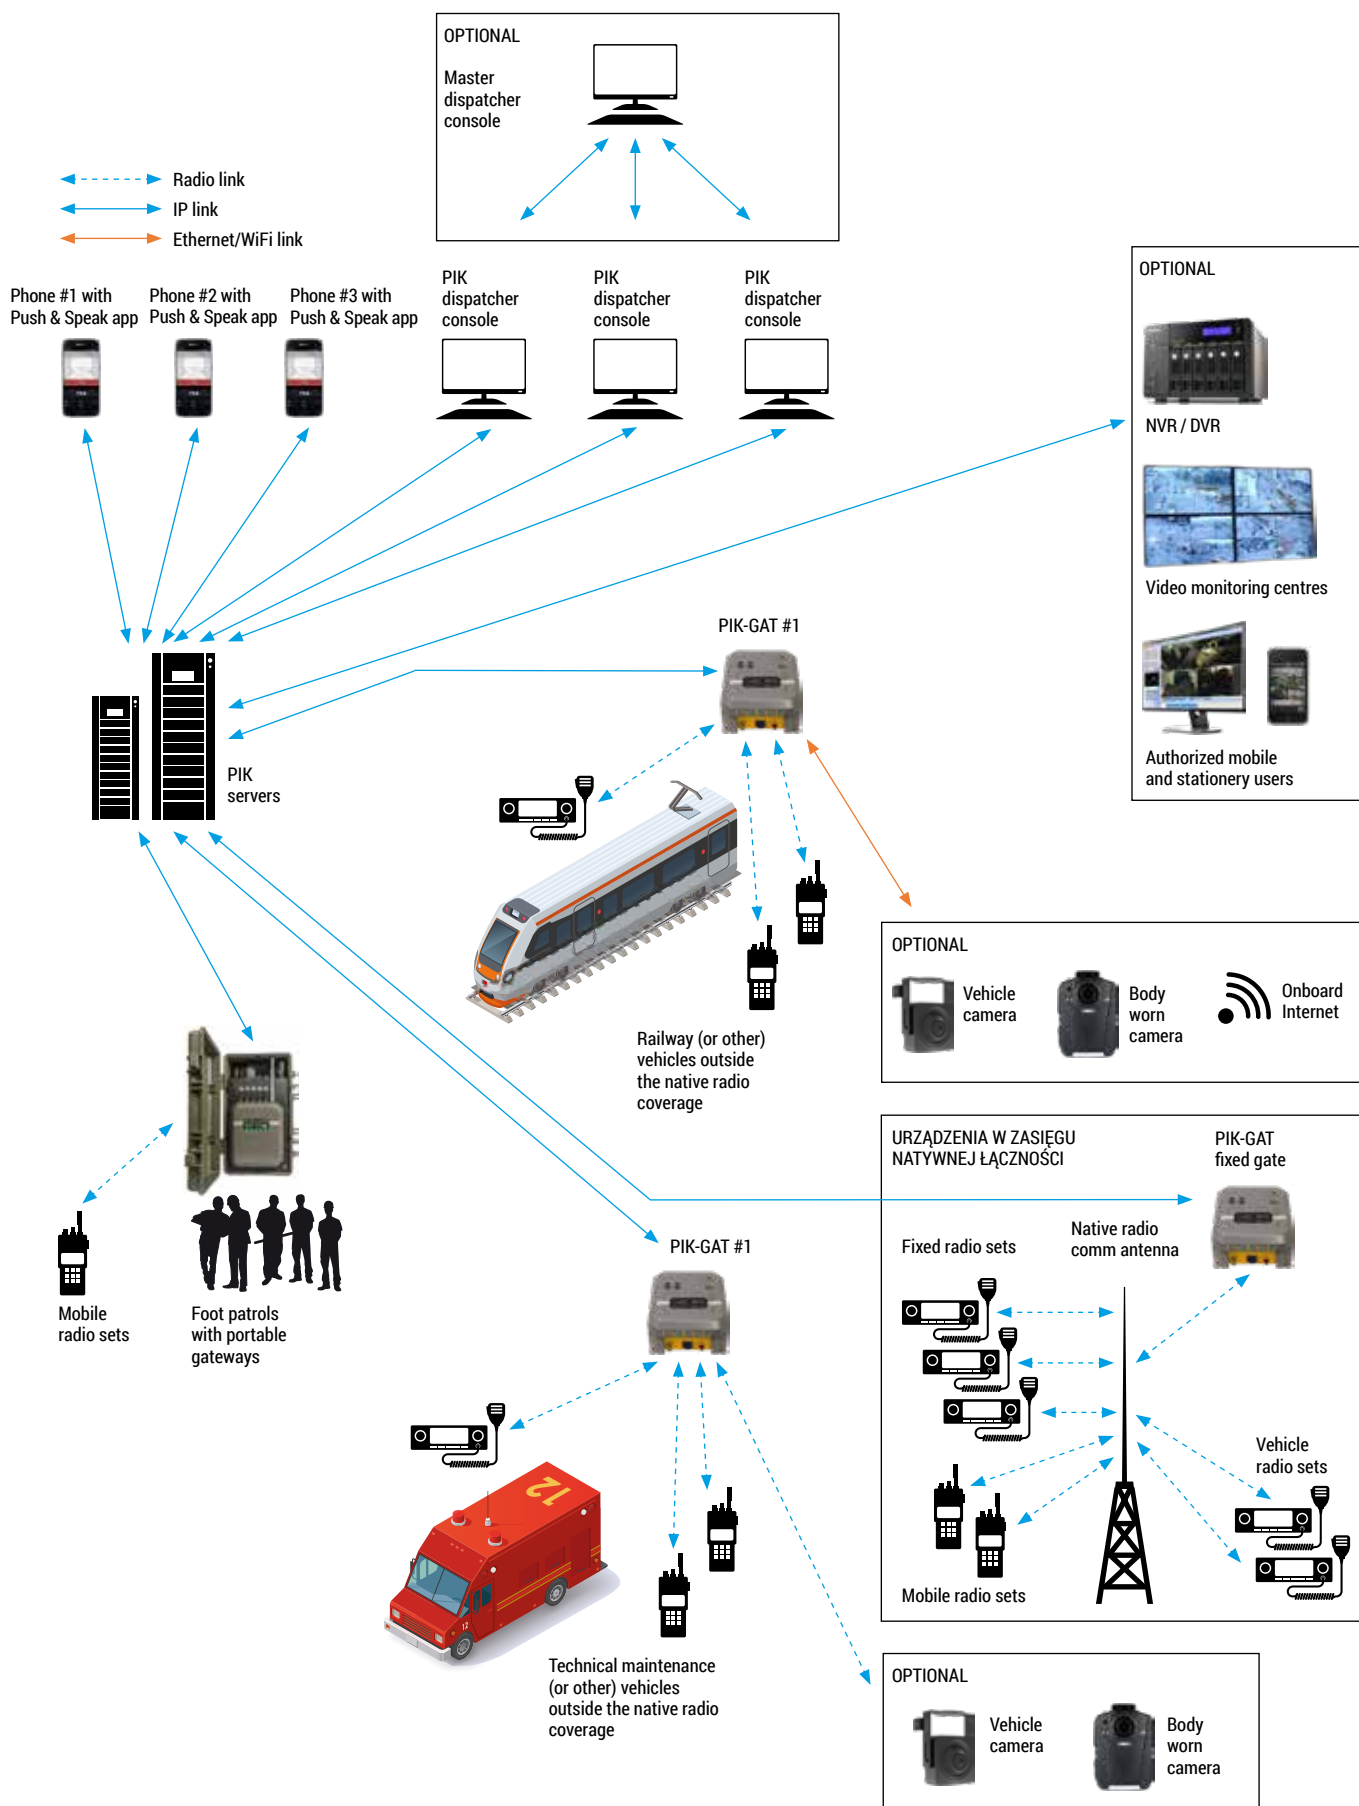 OPTIONAL
Master
dispatcher
console
Radio link
IP link
Ethernet/WiFi link
Phone #1 with
Push & Speak app
Phone #2 with
Push & Speak app
Phone #3 with
Push & Speak app
PIK
dispatcher
console
PIK
dispatcher
console
PIK
dispatcher
console
OPTIONAL
NVR / DVR
Video monitoring centres
Authorized mobile
and stationery users
PIK-GAT #1
PIK
servers
Railway (or other)
vehicles outside
the native radio
coverage
OPTIONAL
Vehicle
camera
Body
worn
camera
Onboard
Internet
URZĄDZENIA W ZASIĘGU
NATYWNEJ ŁĄCZNOŚCI
PIK-GAT
fixed gate
Native radio
comm antenna
Fixed radio sets
Vehicle
radio sets
Mobile radio sets
Mobile
radio sets
Foot patrols
with portable
gateways
PIK-GAT #1
12
12
Technical maintenance
(or other) vehicles
outside the native radio
coverage
OPTIONAL
Vehicle
camera
Body
worn
camera